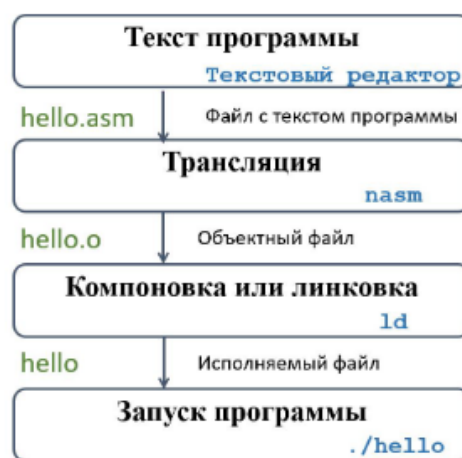 Текст программы
Текстовый редактор
hello.asm Файл с текстом программы
Трансляция
nasm
hello.o Объектный файл
Компоновка или линковка
ld
hello Исполняемый файл
Запуск программы
./hello